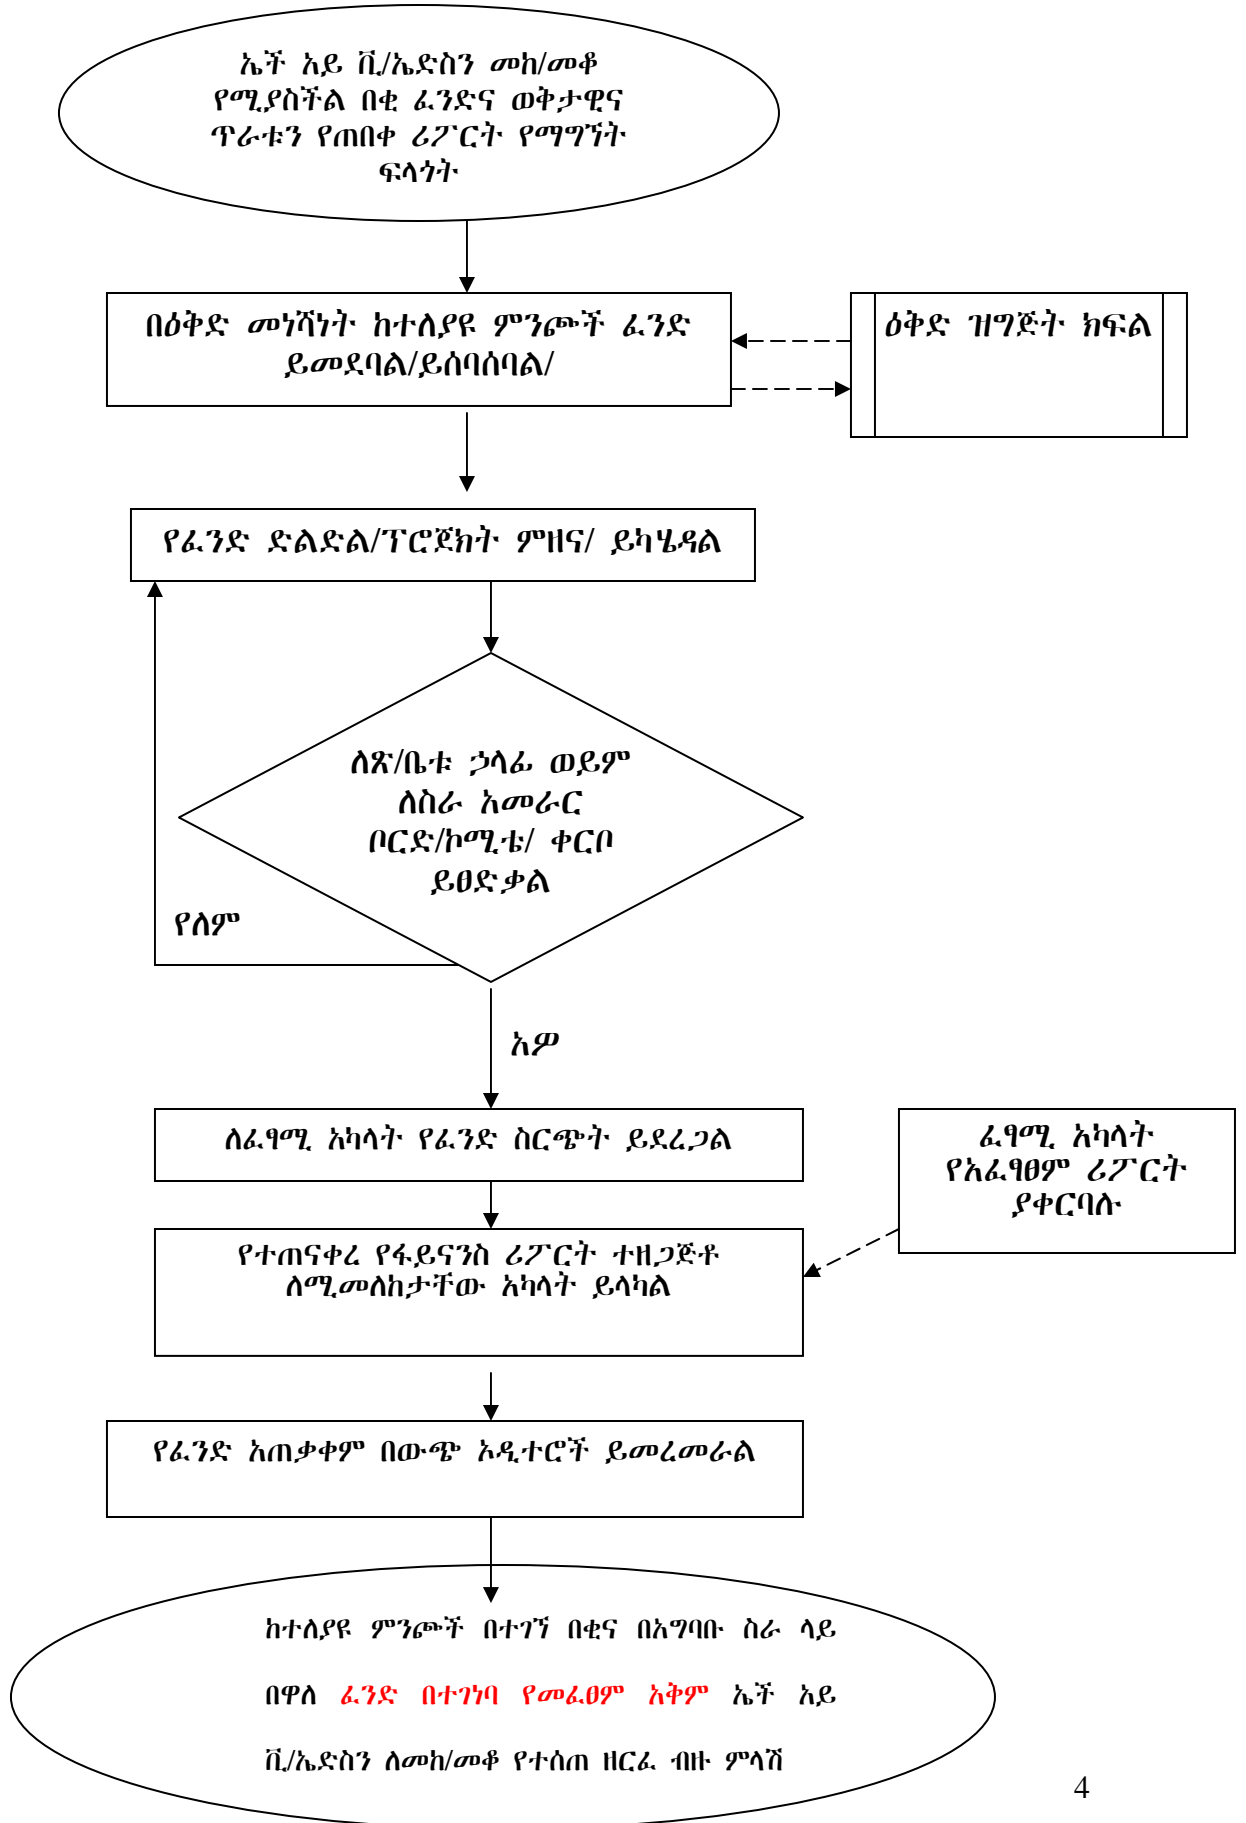 ኤች አይ ቪ/ኤድስን መከ/መቆ
የሚያስችል በቂ ፈንድና ወቅታዊና
ጥራቱን የጠበቀ ሪፖርት የማግኘት
ፍላጎት
በዕቅድ መነሻነት ከተለያዩ ምንጮች ፈንድ
ይመደባል/ይሰባሰባል/
ዕቅድ ዝግጅት ክፍል
የፈንድ ድልድል/ፕሮጀክት ምዘና/ ይካሄዳል
ለጽ/ቤቱ ኃላፊ ወይም
ለስራ አመራር
ቦርድ/ኮሚቴ/ ቀርቦ
ይፀድቃል
የለም
አዎ
ለፈፃሚ አካላት የፈንድ ስርጭት ይደረጋል
ፈፃሚ አካላት
የአፈፃፀም ሪፖርት
ያቀርባሉ
የተጠናቀረ የፋይናንስ ሪፖርት ተዘጋጅቶ
ለሚመለከታቸው አካላት ይላካል
የፈንድ አጠቃቀም በውጭ ኦዲተሮች ይመረመራል
ከተለያዩ ምንጮች በተገኘ በቂና በአግባቡ ስራ ላይ
በዋለ ፈንድ በተገነባ የመፈፀም አቅም ኤች አይ
ቪ/ኤድስን ለመከ/መቆ የተሰጠ ዘርፈ ብዙ ምላሽ
4